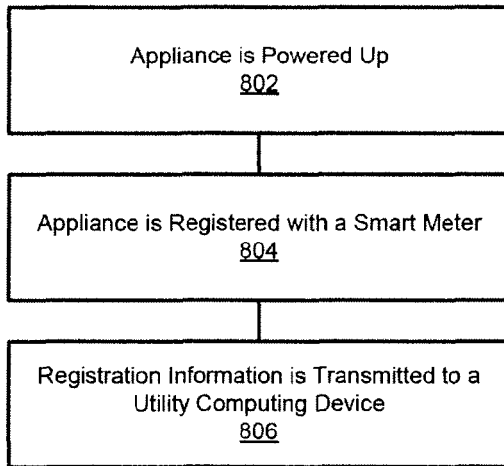 Appliance is Powered Up
802
Appliance is Registered with a Smart Meter
804
Registration Information is Transmitted to a
Utility Computing Device
806